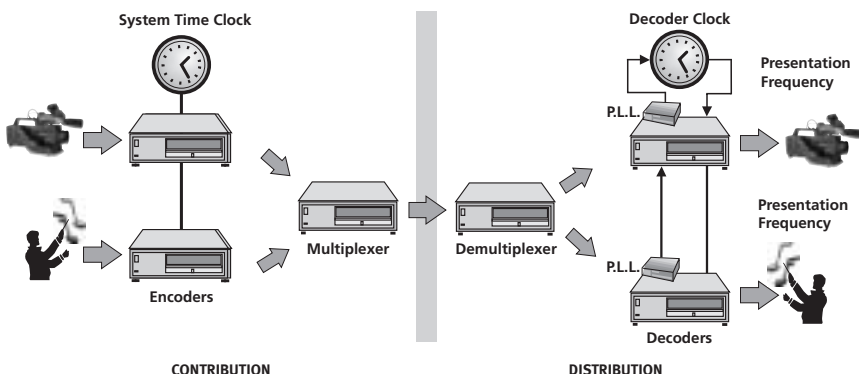 System Time Clock
Decoder Clock
Presentation
Frequency
P.L.L.
Multiplexer
Demultiplexer
Presentation
Frequency
P.L.L.
Encoders
Decoders
CONTRIBUTION
DISTRIBUTION